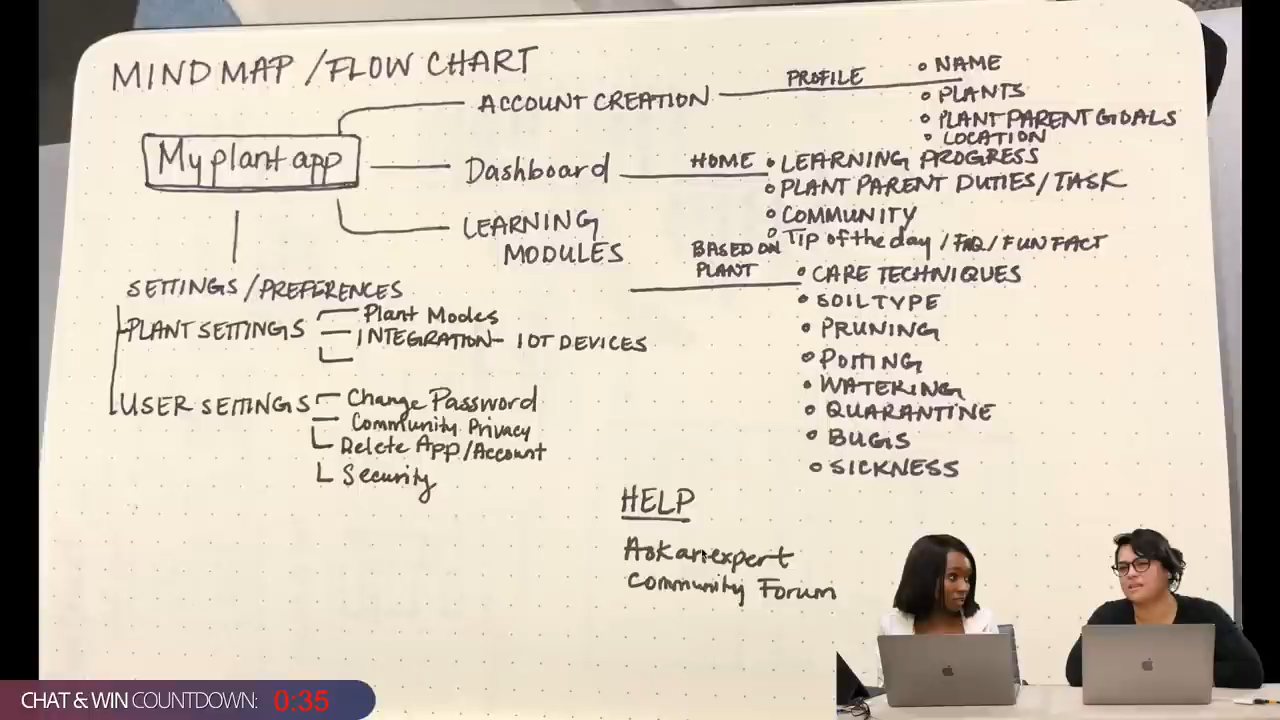 MIND MAP / FLOW CHART
My plant app
ACCOUNT CREATION
PROFILE
• NAME
• PLANTS
• PLANT PARENT GOALS
• LOCATION
Dashboard
HOME
• LEARNING PROGRESS
• PLANT PARENT DUTIES/TASK
• COMMUNITY
• Tip of the day / FAQ / FUN FACT
LEARNING
MODULES
BASED ON
PLANT
• CARE TECHNIQUES
• SOIL TYPE
• PRUNING
• POTTING
• WATERING
• QUARANTINE
• BUGS
• SICKNESS
SETTINGS/PREFERENCES
PLANT SETTINGS
Plant Modes
INTEGRATION- IOT DEVICES
USER SETTINGS
Change Password
Community Privacy
Delete App/Account
Security
HELP
Ask an expert
Community Forum
CHAT & WIN COUNTDOWN: 0:35